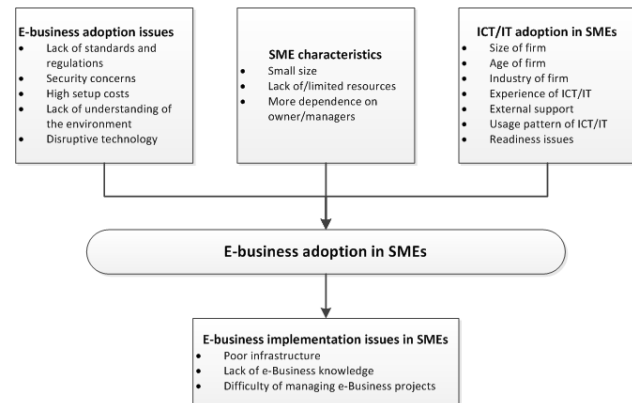 E-business adoption issues
• Lack of standards and
regulations
• Security concerns
• High setup costs
• Lack of understanding of
the environment
• Disruptive technology
SME characteristics
• Small size
• Lack of/limited resources
• More dependence on
owner/managers
ICT/IT adoption in SMEs
• Size of firm
• Age of firm
• Industry of firm
• Experience of ICT/IT
• External support
• Usage pattern of ICT/IT
• Readiness issues
E-business adoption in SMEs
E-business implementation issues in SMEs
• Poor infrastructure
• Lack of e-Business knowledge
• Difficulty of managing e-Business projects